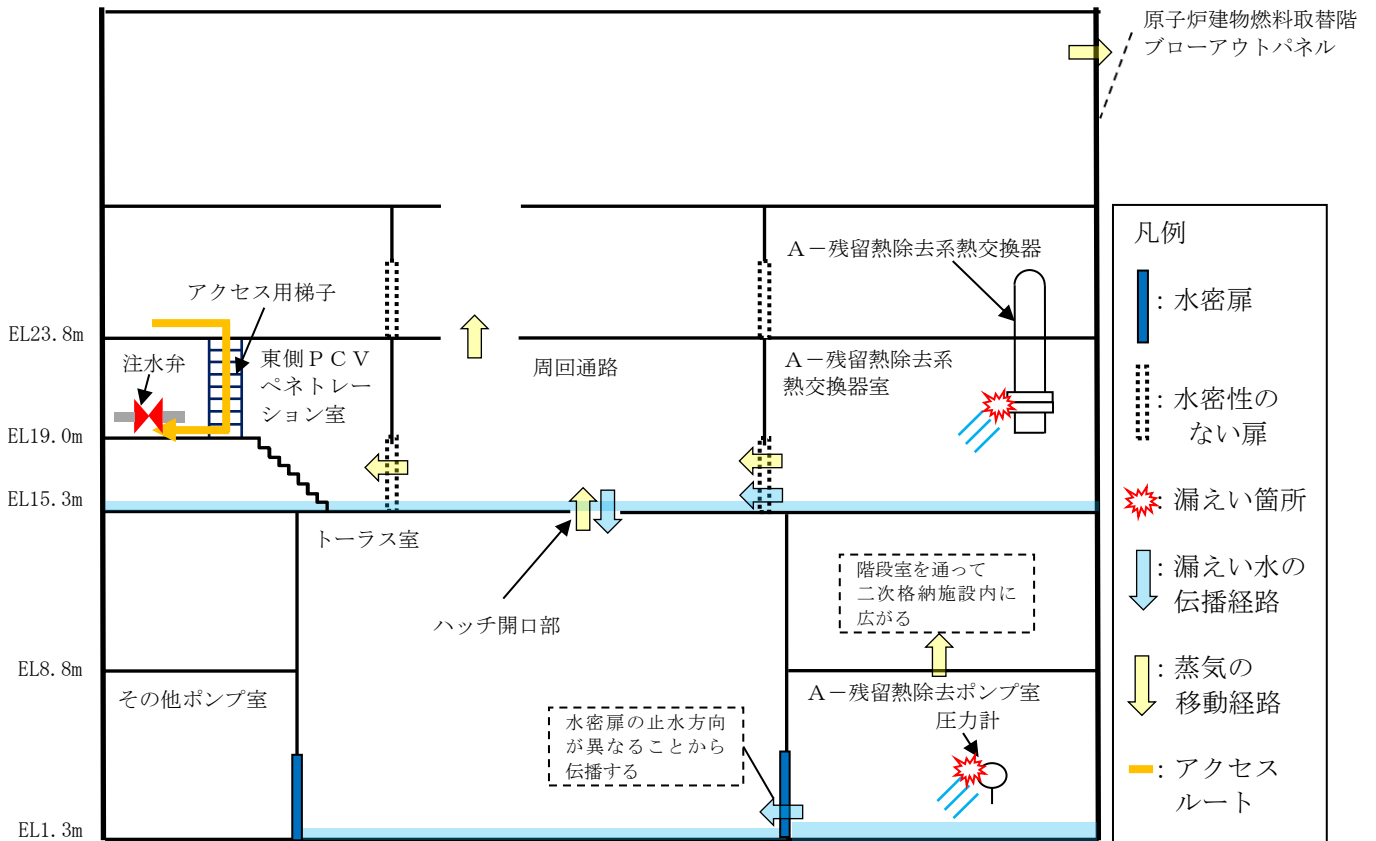 原子炉建物燃料取替階
ブローアウトパネル
A－残留熱除去系熱交換器
アクセス用梯子
EL23.8m
注水弁
東側ＰＣＶ
ペネトレー
ション室
周回通路
A－残留熱除去系
熱交換器室
EL19.0m
EL15.3m
トーラス室
ハッチ開口部
階段室を通って
二次格納施設内に
広がる
EL8.8m
その他ポンプ室
A－残留熱除去ポンプ室
圧力計
水密扉の止水方向
が異なることから
伝播する
EL1.3m
凡例
：水密扉
：水密性の
ない扉
：漏えい箇所
：漏えい水の
伝播経路
：蒸気の
移動経路
：アクセス
ルート